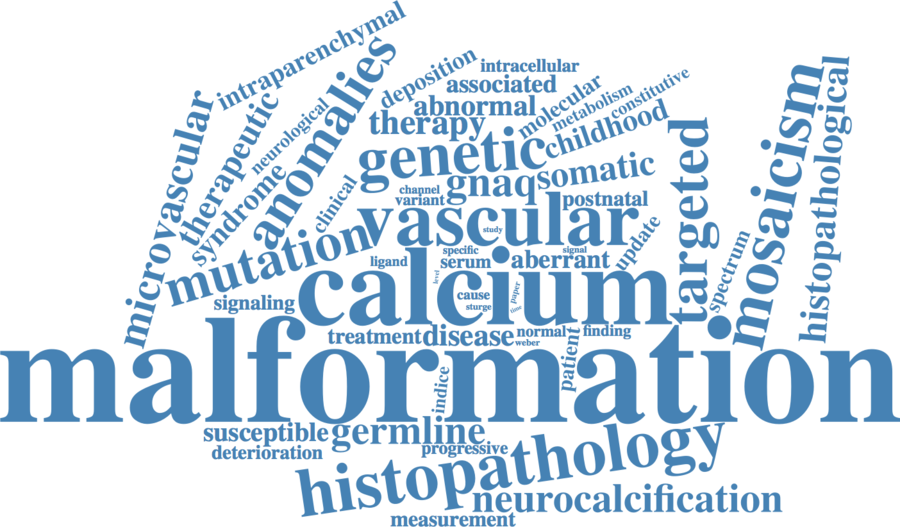 intraparenchymal
anomalies
deposition
intracellular
associated
abnormal
therapy
molecular
metabolism
constitutive
childhood
genetic
microvascular
therapeutic
neurological
syndrome
clinical
gnaq
somatic
channel
variant
postnatal
targeted
mosaicism
histopathological
mutation
vascular
study
update
specific
signal
ligand
serum
aberrant
spectrum
signaling
calcium
level
cause
sturge
paper
time
treatment
disease
normal
weber
finding
patient
malformation
indice
susceptible
germline
deterioration
progressive
histopathology
neurocalcification
measurement